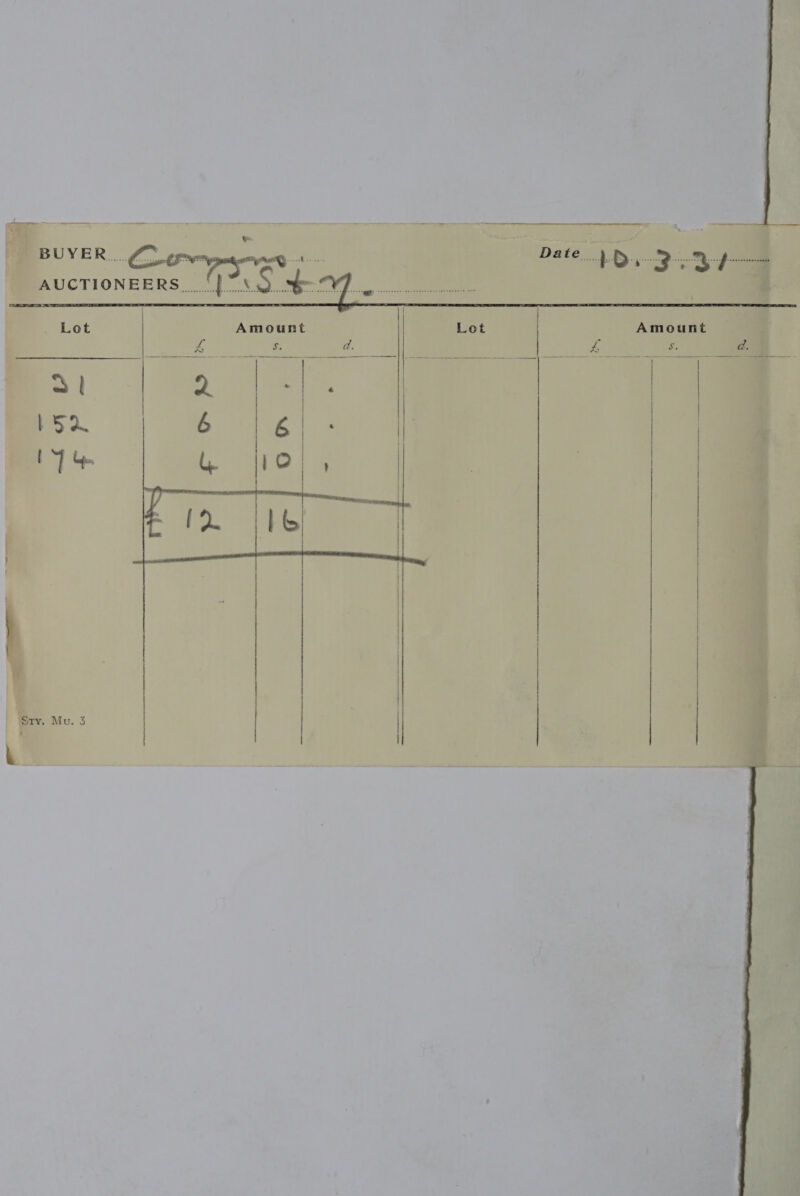 BUYER
Date 10.3.31
AUCTIONEERS P. S & N.
Lot Amount Lot Amount
£ s. d. £ s. d.
31 2 . .
152 6 6 .
174 4 10 ,
£ 12 16
STY. MU. 3